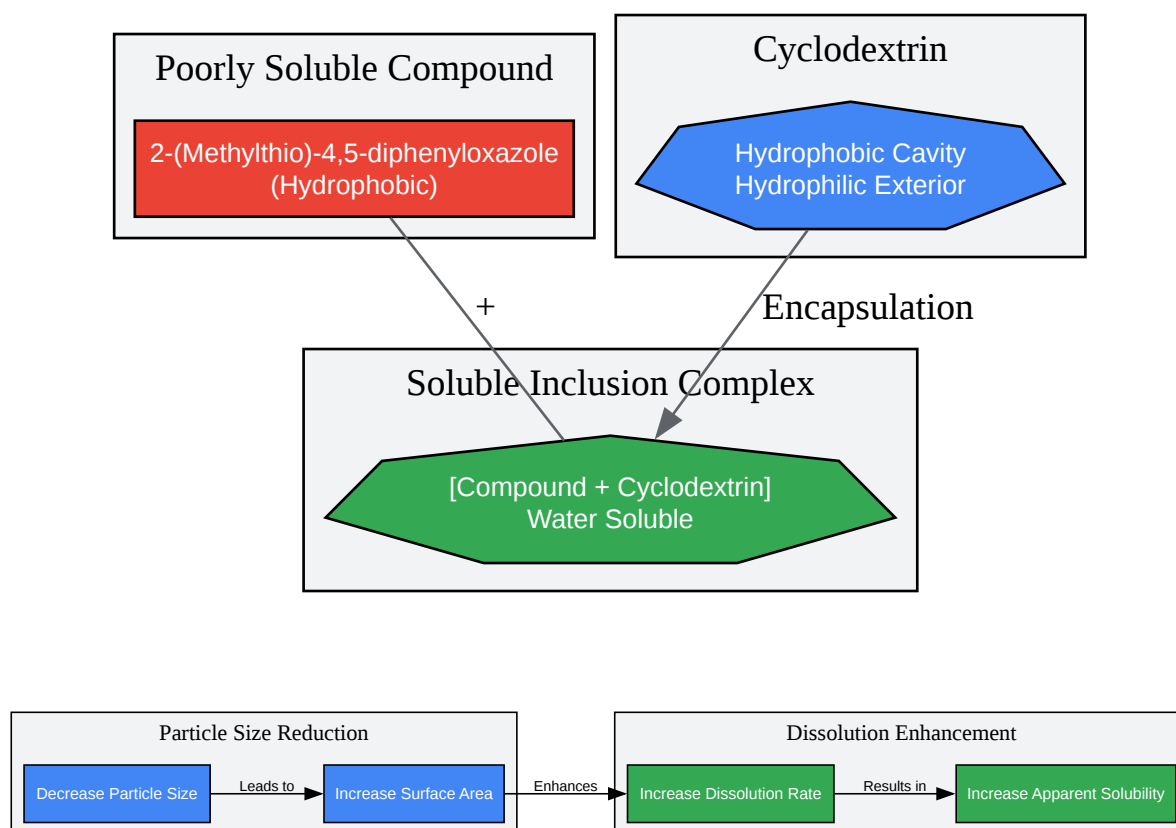 Poorly Soluble Compound
2-(Methylthio)-4,5-diphenyloxazole
(Hydrophobic)
Cyclodextrin
Hydrophobic Cavity
Hydrophilic Exterior
+
Encapsulation
Soluble Inclusion Complex
[Compound + Cyclodextrin]
Water Soluble
Particle Size Reduction
Decrease Particle Size
Leads to
Increase Surface Area
Enhances
Dissolution Enhancement
Increase Dissolution Rate
Results in
Increase Apparent Solubility